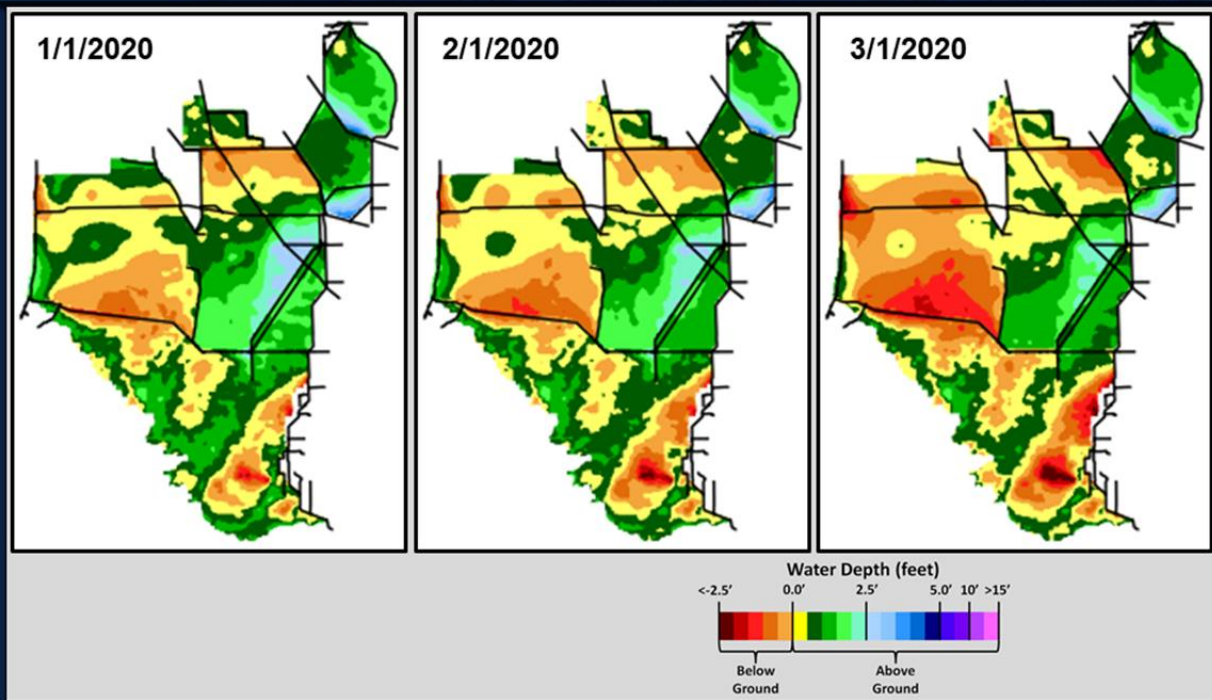 1/1/2020
2/1/2020
3/1/2020
Water Depth (feet)
<-2.5' 0.0' 2.5' 5.0' 10' >15'
Below Ground
Above Ground